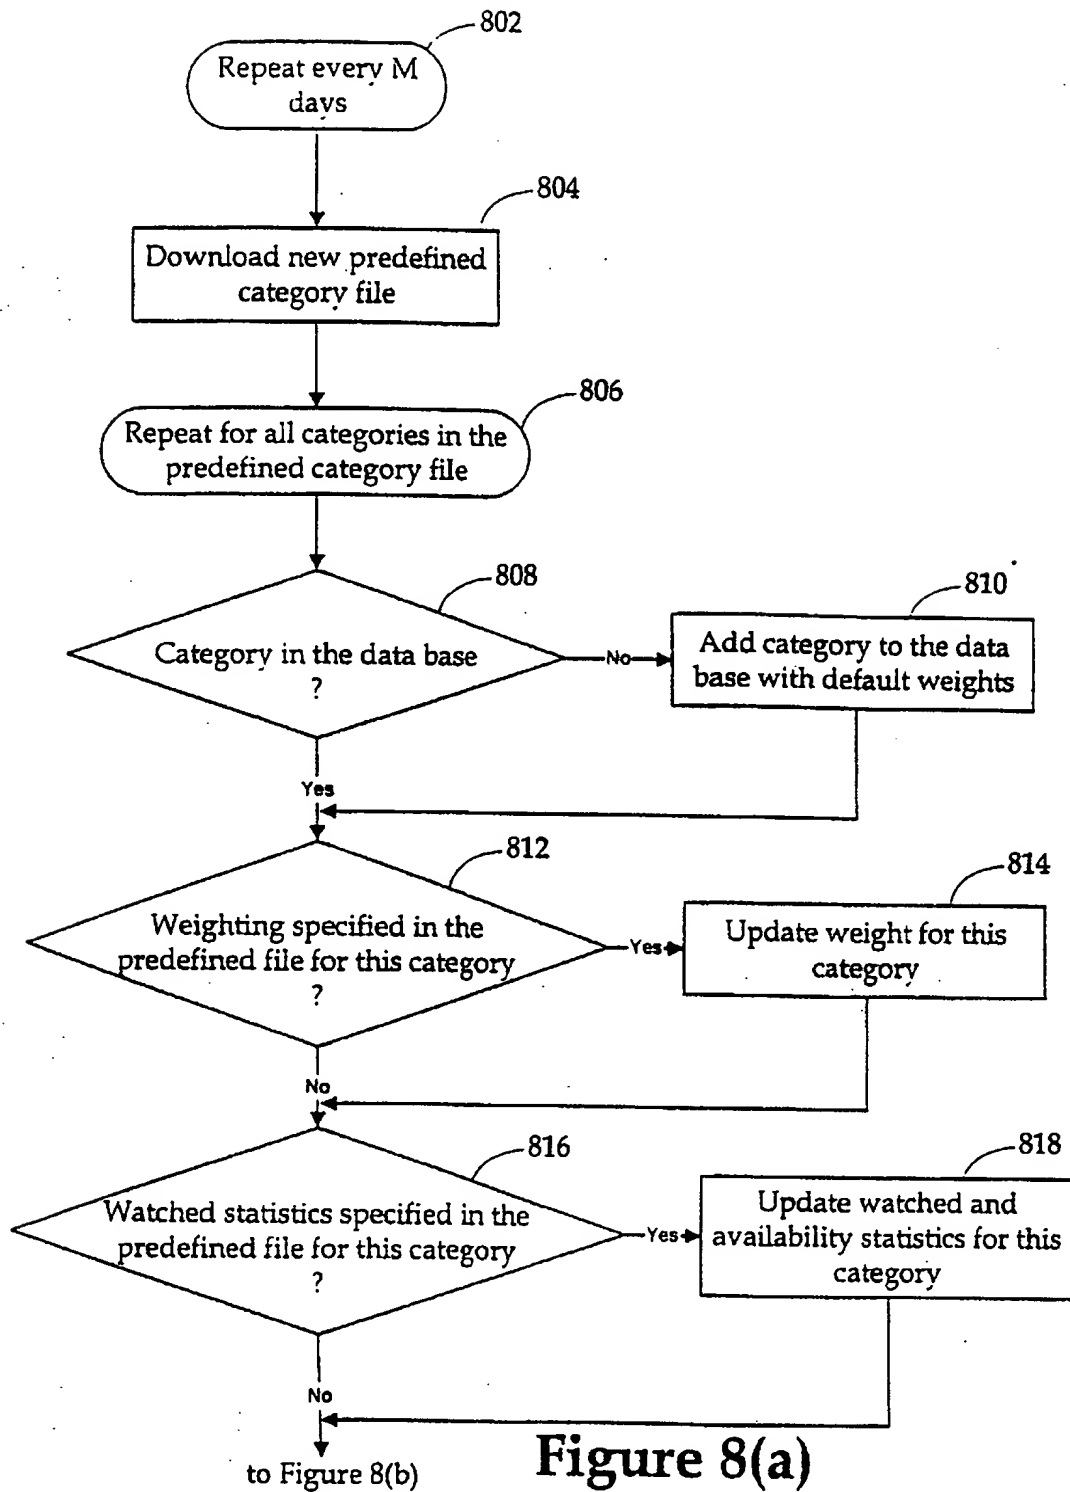 802
Repeat every M
days
804
Download new predefined
category file
806
Repeat for all categories in the
predefined category file
808
Category in the data base
?
No
810
Add category to the data
base with default weights
Yes
812
Weighting specified in the
predefined file for this category
?
Yes
814
Update weight for this
category
No
816
Watched statistics specified in the
predefined file for this category
?
Yes
818
Update watched and
availability statistics for this
category
No
to Figure 8(b)
Figure 8(a)